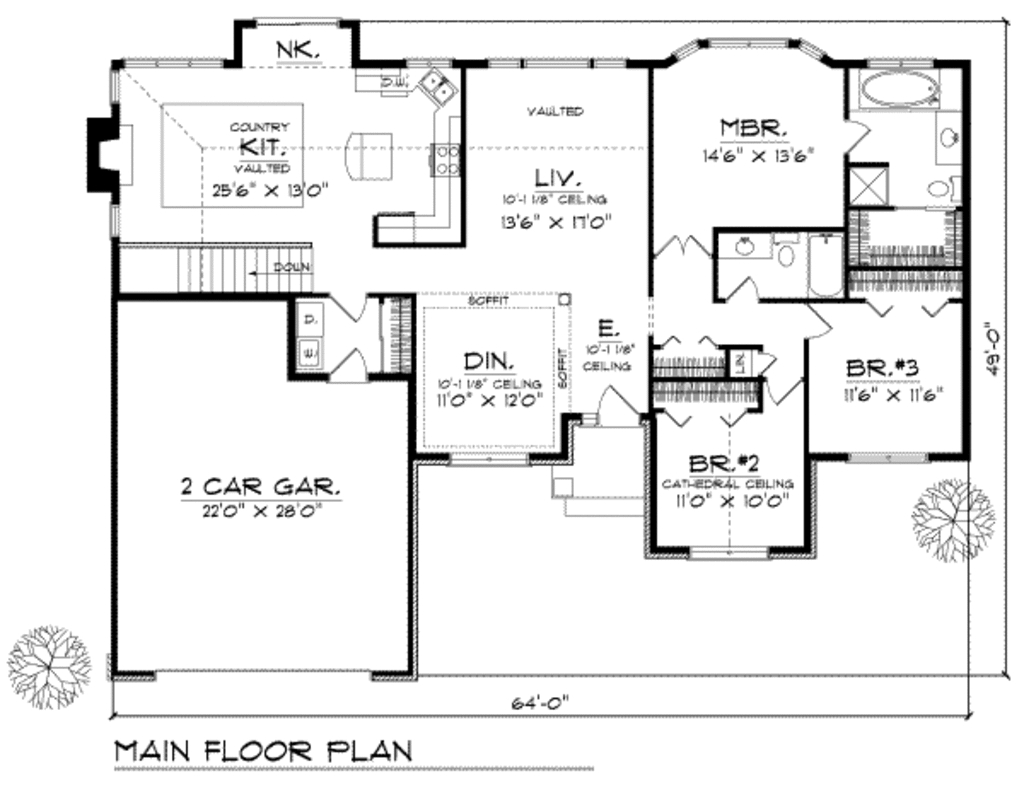 NK.
D.W.
COUNTRY
KIT.
VAULTED
25'6" X 13'0"
VAULTED
LIV.
10'-1 1/8" CEILING
13'6" X 17'0"
MBR.
14'6" X 13'6"
DOWN
D.
W.
SOFFIT
SOFFIT
DIN.
10'-1 1/8" CEILING
11'0" X 12'0"
E.
10'-1 1/8"
CEILING
LIN.
BR.#3
11'6" X 11'6"
BR.#2
CATHEDRAL CEILING
11'0" X 10'0"
2 CAR GAR.
22'0" X 28'0"
49'-0"
64'-0"
MAIN FLOOR PLAN